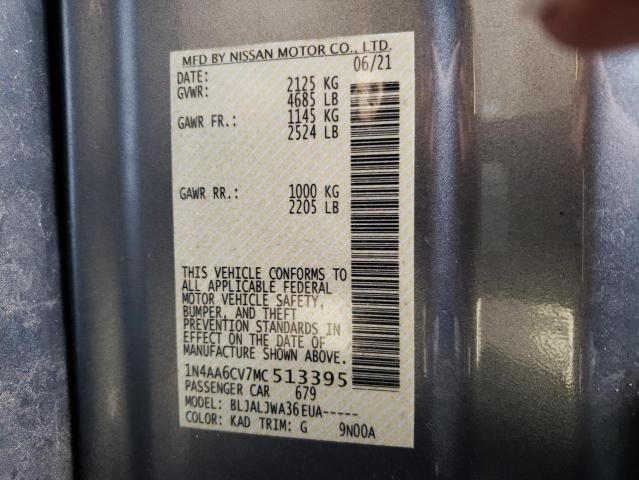 MFD BY NISSAN MOTOR CO., LTD.
DATE: 06/21
GVWR: 2125 KG
4685 LB
GAWR FR.: 1145 KG
2524 LB
GAWR RR.: 1000 KG
2205 LB
THIS VEHICLE CONFORMS TO
ALL APPLICABLE FEDERAL
MOTOR VEHICLE SAFETY,
BUMPER, AND THEFT
PREVENTION STANDARDS IN
EFFECT ON THE DATE OF
MANUFACTURE SHOWN ABOVE.
1N4AA6CV7MC513395
PASSENGER CAR 679
MODEL: BLJALJWA36EUA-----
COLOR: KAD TRIM: G 9N00A